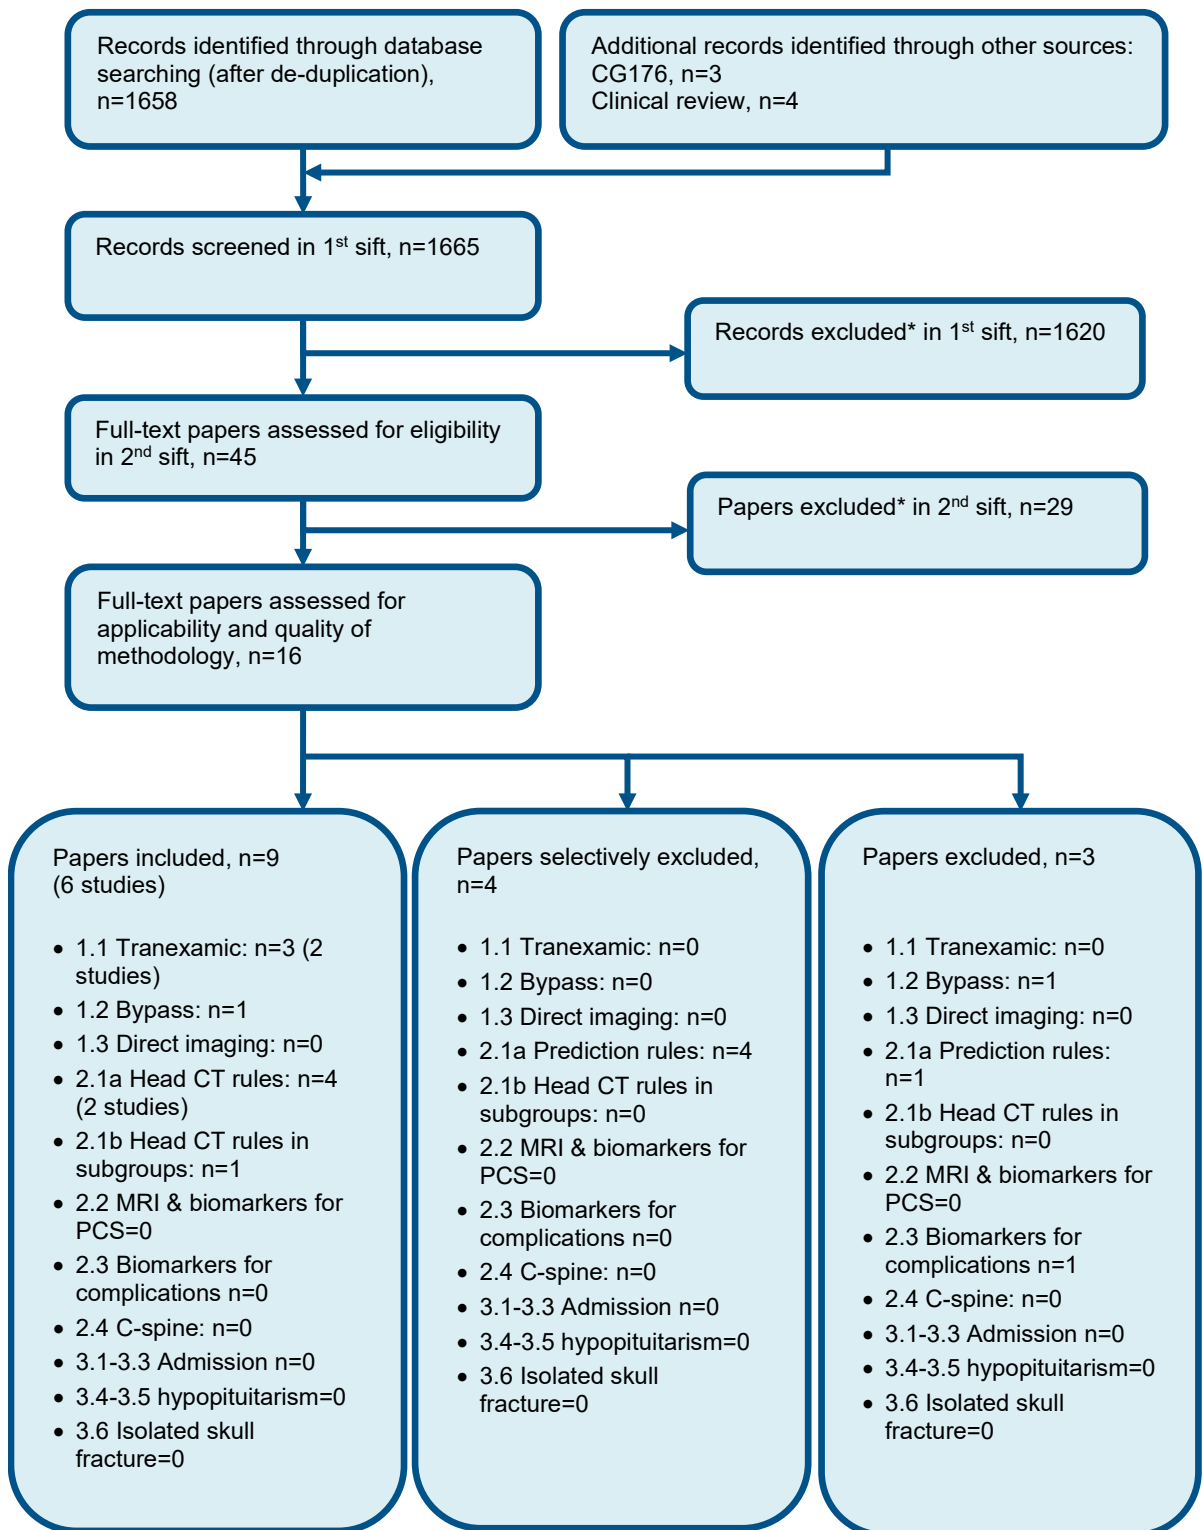 Records identified through database
searching (after de-duplication),
n=1658
Additional records identified through other sources:
CG176, n=3
Clinical review, n=4
Records screened in 1st sift, n=1665
Records excluded* in 1st sift, n=1620
Full-text papers assessed for eligibility
in 2nd sift, n=45
Papers excluded* in 2nd sift, n=29
Full-text papers assessed for
applicability and quality of
methodology, n=16
Papers included, n=9
(6 studies)
• 1.1 Tranexamic: n=3 (2
studies)
• 1.2 Bypass: n=1
• 1.3 Direct imaging: n=0
• 2.1a Head CT rules: n=4
(2 studies)
• 2.1b Head CT rules in
subgroups: n=1
• 2.2 MRI & biomarkers for
PCS=0
• 2.3 Biomarkers for
complications n=0
• 2.4 C-spine: n=0
• 3.1-3.3 Admission n=0
• 3.4-3.5 hypopituitarism=0
• 3.6 Isolated skull
fracture=0
Papers selectively excluded,
n=4
• 1.1 Tranexamic: n=0
• 1.2 Bypass: n=0
• 1.3 Direct imaging: n=0
• 2.1a Prediction rules: n=4
• 2.1b Head CT rules in
subgroups: n=0
• 2.2 MRI & biomarkers for
PCS=0
• 2.3 Biomarkers for
complications n=0
• 2.4 C-spine: n=0
• 3.1-3.3 Admission n=0
• 3.4-3.5 hypopituitarism=0
• 3.6 Isolated skull
fracture=0
Papers excluded, n=3
• 1.1 Tranexamic: n=0
• 1.2 Bypass: n=1
• 1.3 Direct imaging: n=0
• 2.1a Prediction rules:
n=1
• 2.1b Head CT rules in
subgroups: n=0
• 2.2 MRI & biomarkers for
PCS=0
• 2.3 Biomarkers for
complications n=1
• 2.4 C-spine: n=0
• 3.1-3.3 Admission n=0
• 3.4-3.5 hypopituitarism=0
• 3.6 Isolated skull
fracture=0